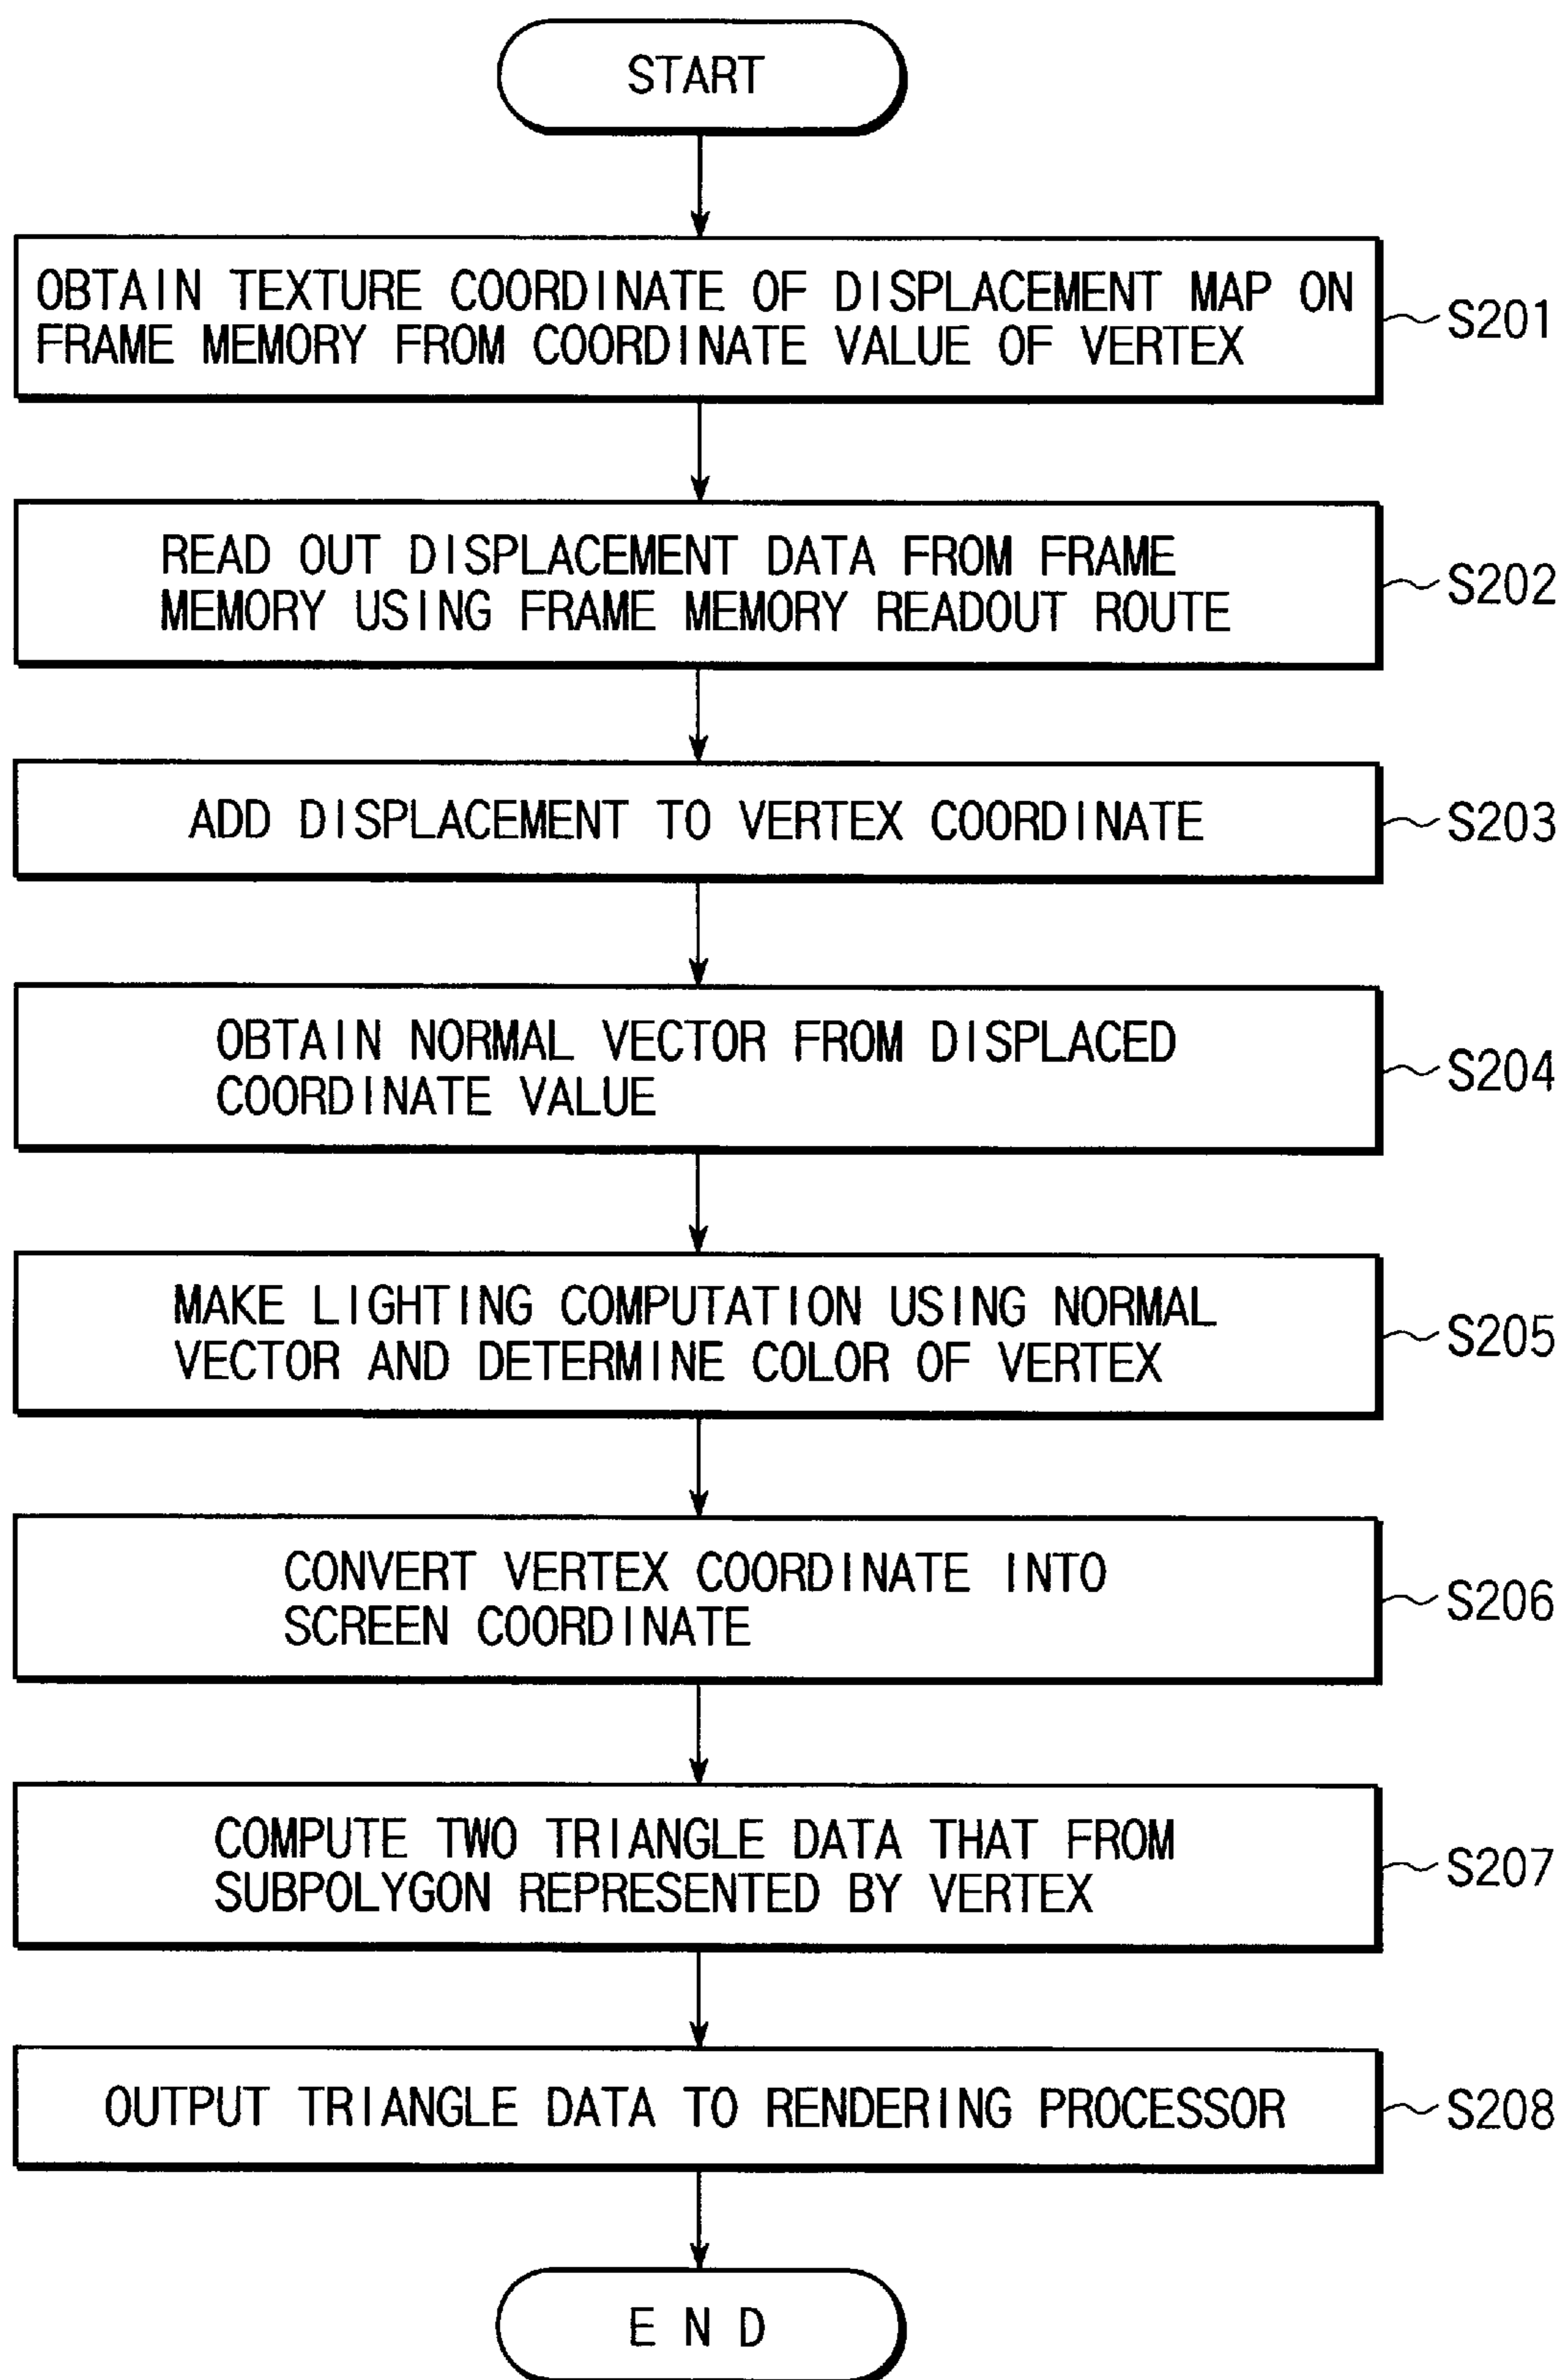 START
OBTAIN TEXTURE COORDINATE OF DISPLACEMENT MAP ON
FRAME MEMORY FROM COORDINATE VALUE OF VERTEX
S201
READ OUT DISPLACEMENT DATA FROM FRAME
MEMORY USING FRAME MEMORY READOUT ROUTE
S202
ADD DISPLACEMENT TO VERTEX COORDINATE
S203
OBTAIN NORMAL VECTOR FROM DISPLACED
COORDINATE VALUE
S204
MAKE LIGHTING COMPUTATION USING NORMAL
VECTOR AND DETERMINE COLOR OF VERTEX
S205
CONVERT VERTEX COORDINATE INTO
SCREEN COORDINATE
S206
COMPUTE TWO TRIANGLE DATA THAT FROM
SUBPOLYGON REPRESENTED BY VERTEX
S207
OUTPUT TRIANGLE DATA TO RENDERING PROCESSOR
S208
END